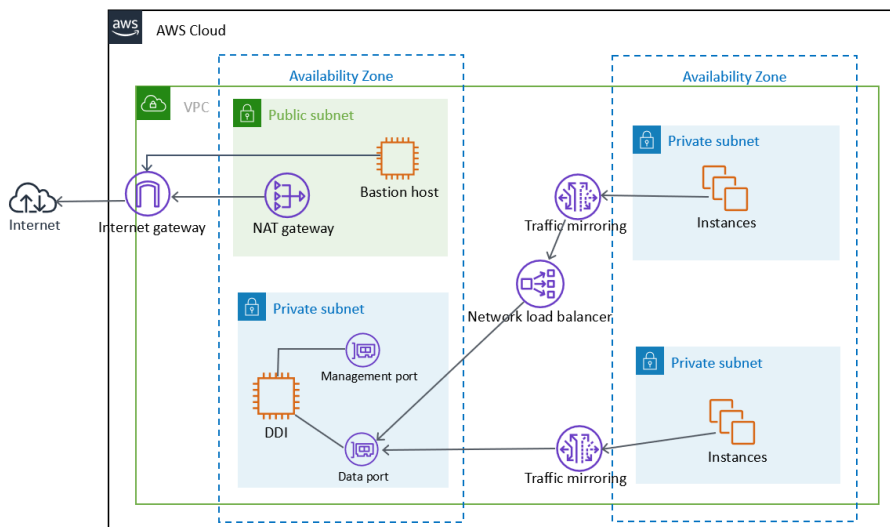 aws
AWS Cloud
Availability Zone
Availability Zone
VPC
Public subnet
Private subnet
Bastion host
Internet
Internet gateway
NAT gateway
Traffic mirroring
Instances
Private subnet
Network load balancer
Management port
Private subnet
DDI
Data port
Traffic mirroring
Instances